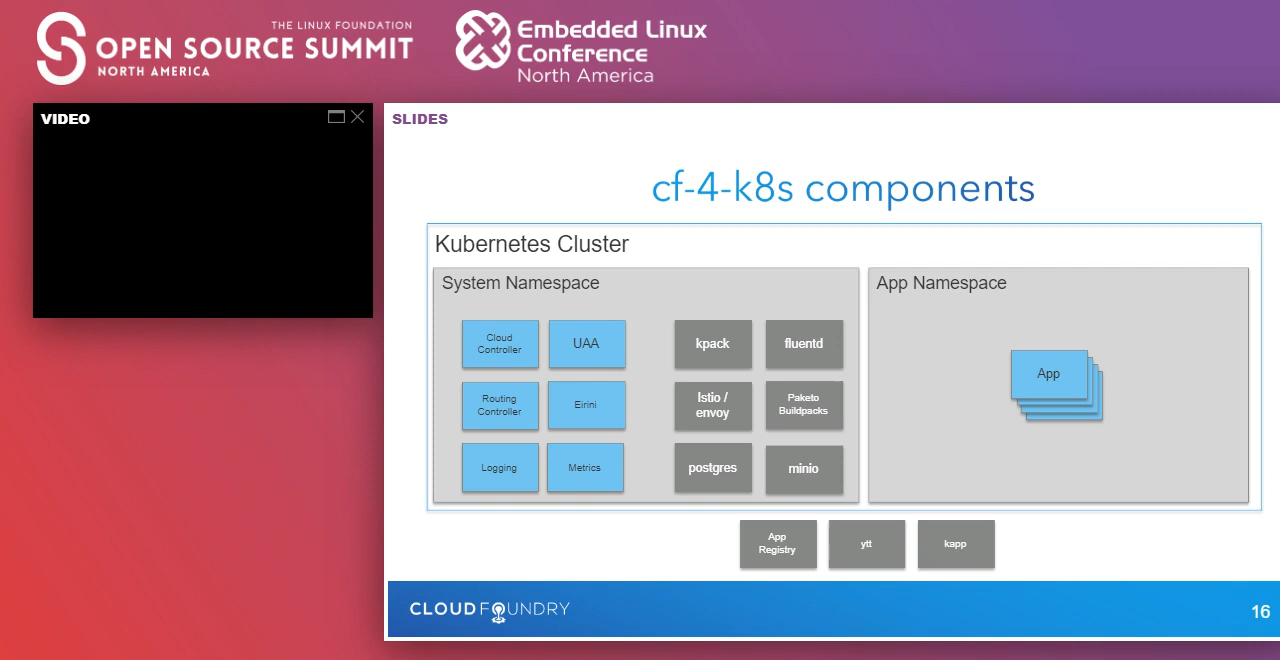 THE LINUX FOUNDATION
OPEN SOURCE SUMMIT
NORTH AMERICA
Embedded Linux
Conference
North America
VIDEO
SLIDES
cf-4-k8s components
Kubernetes Cluster
System Namespace
Cloud
Controller
UAA
kpack
fluentd
Routing
Controller
Eirini
Istio /
envoy
Paketo
Buildpacks
Logging
Metrics
postgres
minio
App Namespace
App
App
Registry
ytt
kapp
CLOUD FOUNDRY
16